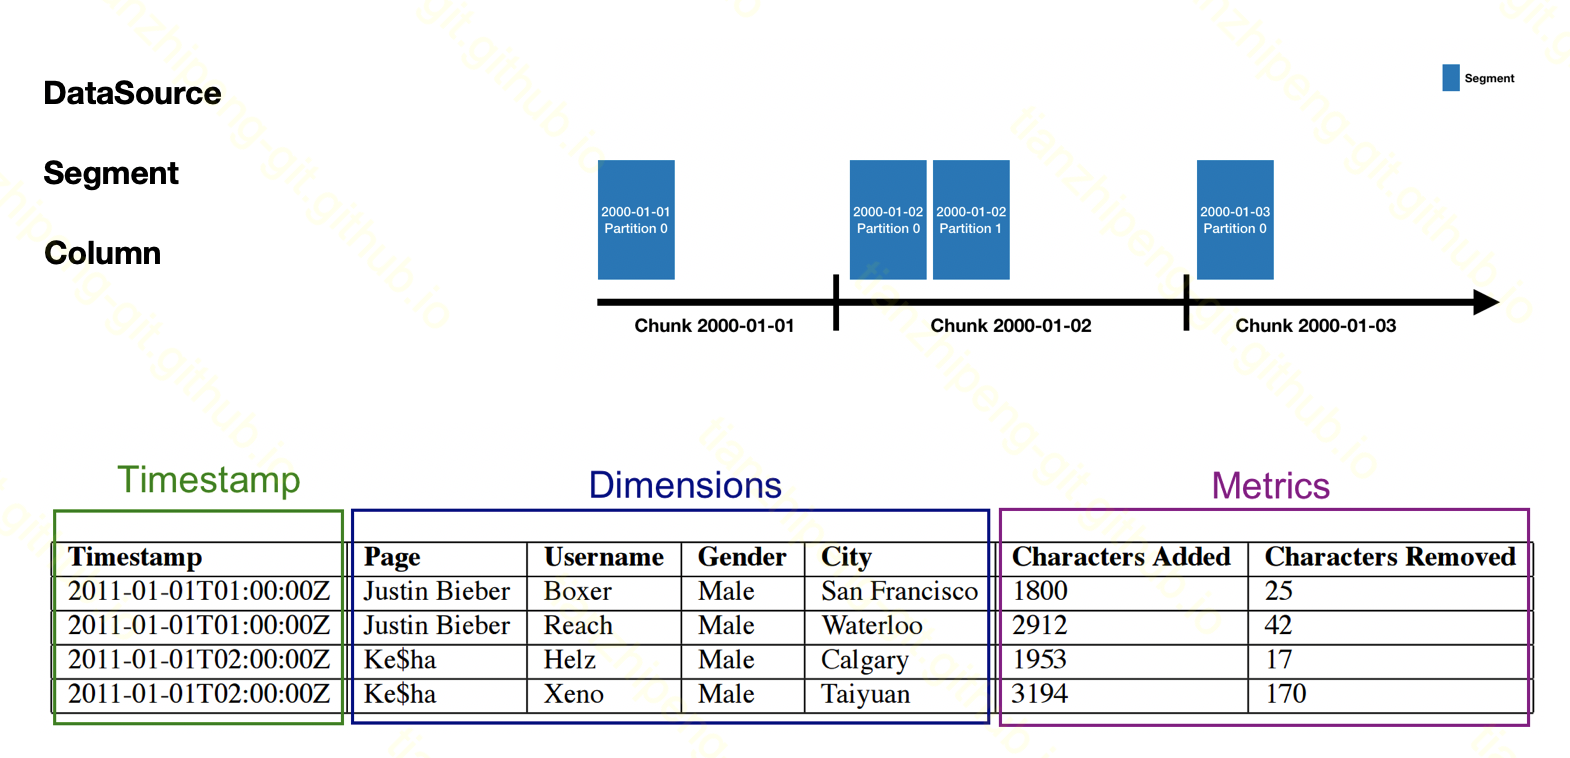 DataSource
Segment
Segment
Column
2000-01-01
Partition 0
2000-01-02
Partition 0
2000-01-02
Partition 1
2000-01-03
Partition 0
Chunk 2000-01-01
Chunk 2000-01-02
Chunk 2000-01-03
Timestamp
Dimensions
Metrics
Timestamp Page Username Gender City Characters Added Characters Removed
2011-01-01T01:00:00Z Justin Bieber Boxer Male San Francisco 1800 25
2011-01-01T01:00:00Z Justin Bieber Reach Male Waterloo 2912 42
2011-01-01T02:00:00Z Ke$ha Helz Male Calgary 1953 17
2011-01-01T02:00:00Z Ke$ha Xeno Male Taiyuan 3194 170
tianzhipeng-git.github.io